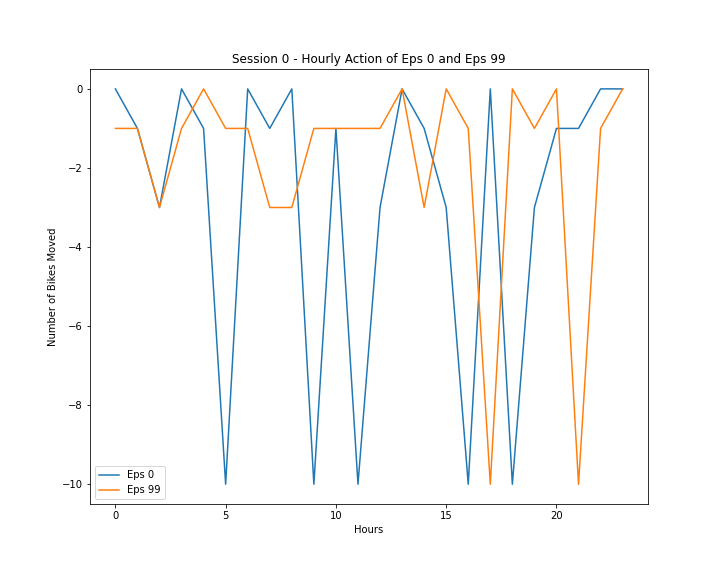 Session 0 - Hourly Action of Eps 0 and Eps 99
Number of Bikes Moved
0
−2
−4
−6
−8
−10
Eps 0
Eps 99
0 5 10 15 20
Hours